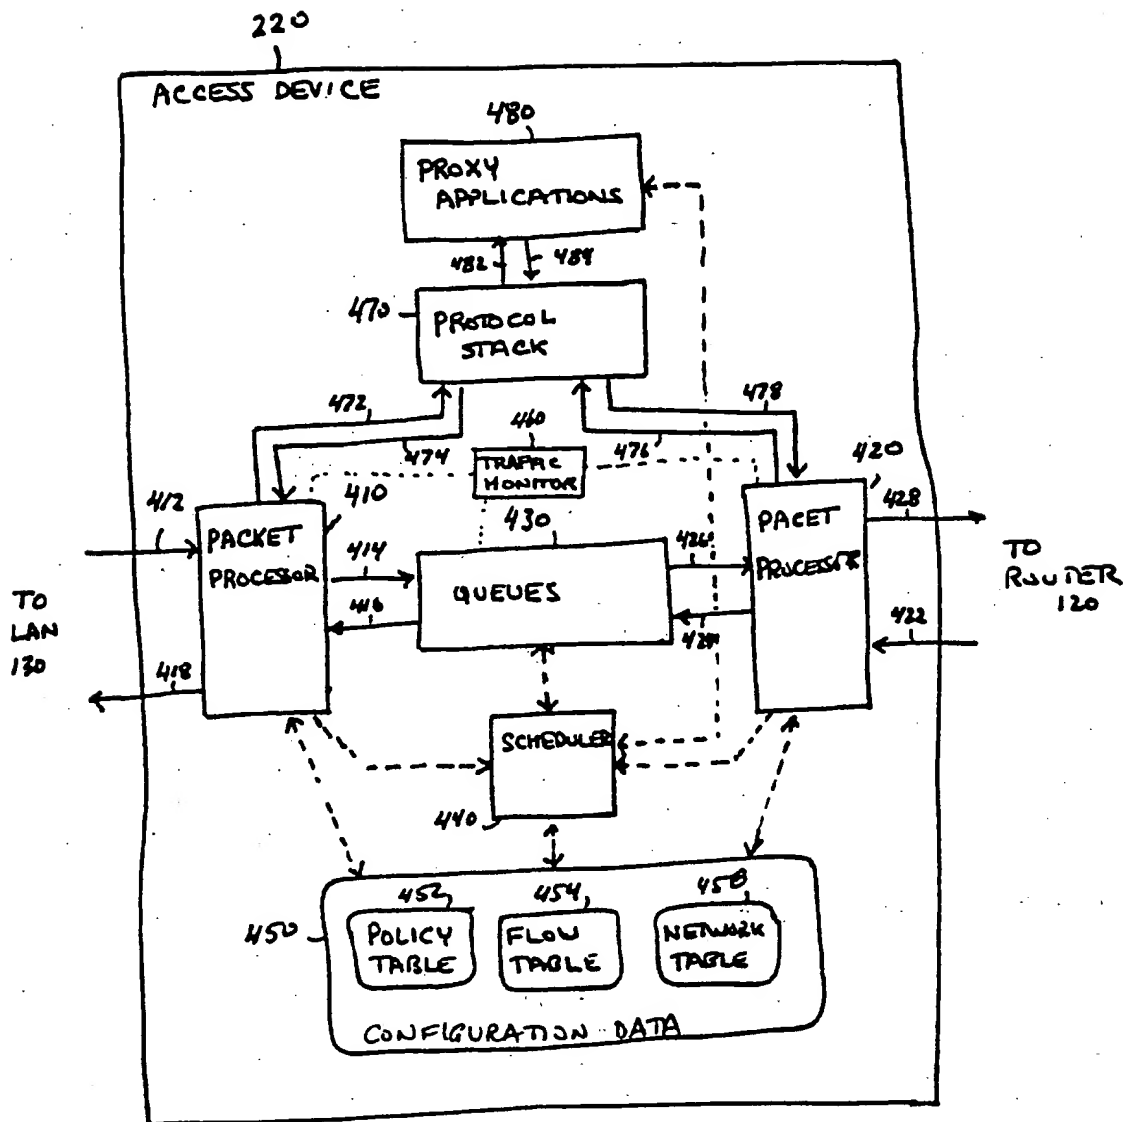 220
ACCESS DEVICE
480
PROXY
APPLICATIONS
482
484
470
PROTOCOL
STACK
472
474
460
TRAFFIC
MONITOR
476
478
412
410
PACKET
PROCESSOR
414
416
430
QUEUES
426
424
420
PACET
PROCESSOR
428
422
TO
LAN
130
418
TO
ROUTER
120
SCHEDULER
440
450
452
POLICY
TABLE
454
FLOW
TABLE
458
NETWORK
TABLE
CONFIGURATION DATA